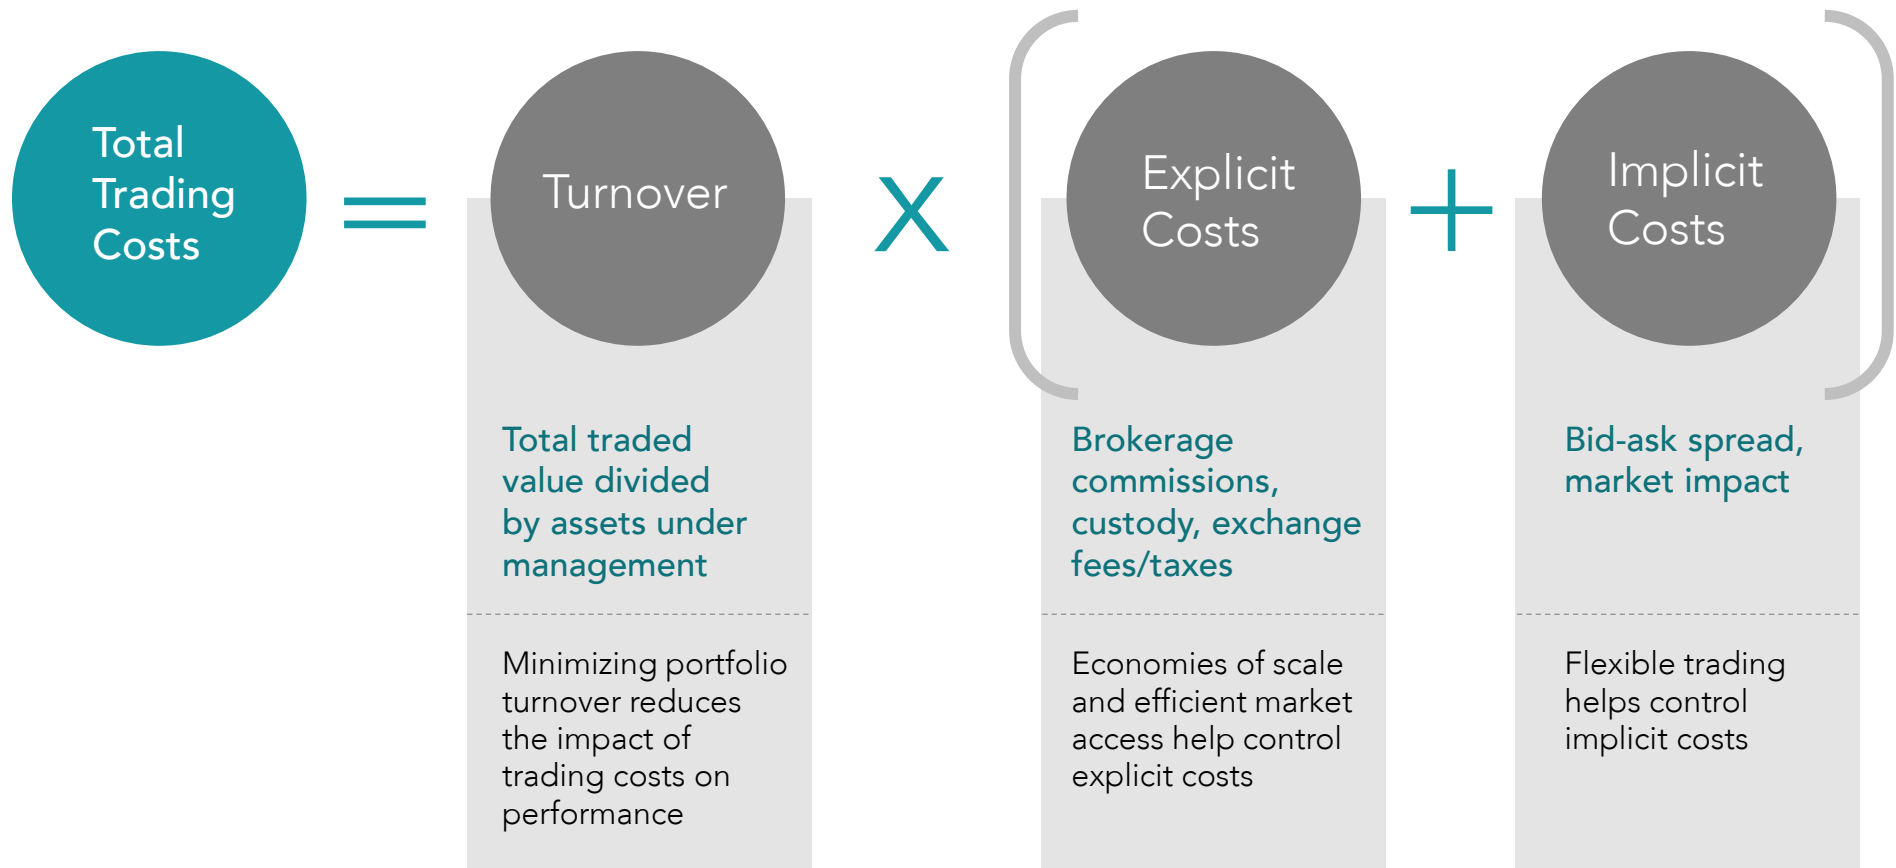 Total
Trading
Costs
=
Turnover
X
(
Explicit
Costs
+
Implicit
Costs
)
Total traded
value divided
by assets under
management
Minimizing portfolio
turnover reduces
the impact of
trading costs on
performance
Brokerage
commissions,
custody, exchange
fees/taxes
Economies of scale
and efficient market
access help control
explicit costs
Bid-ask spread,
market impact
Flexible trading
helps control
implicit costs